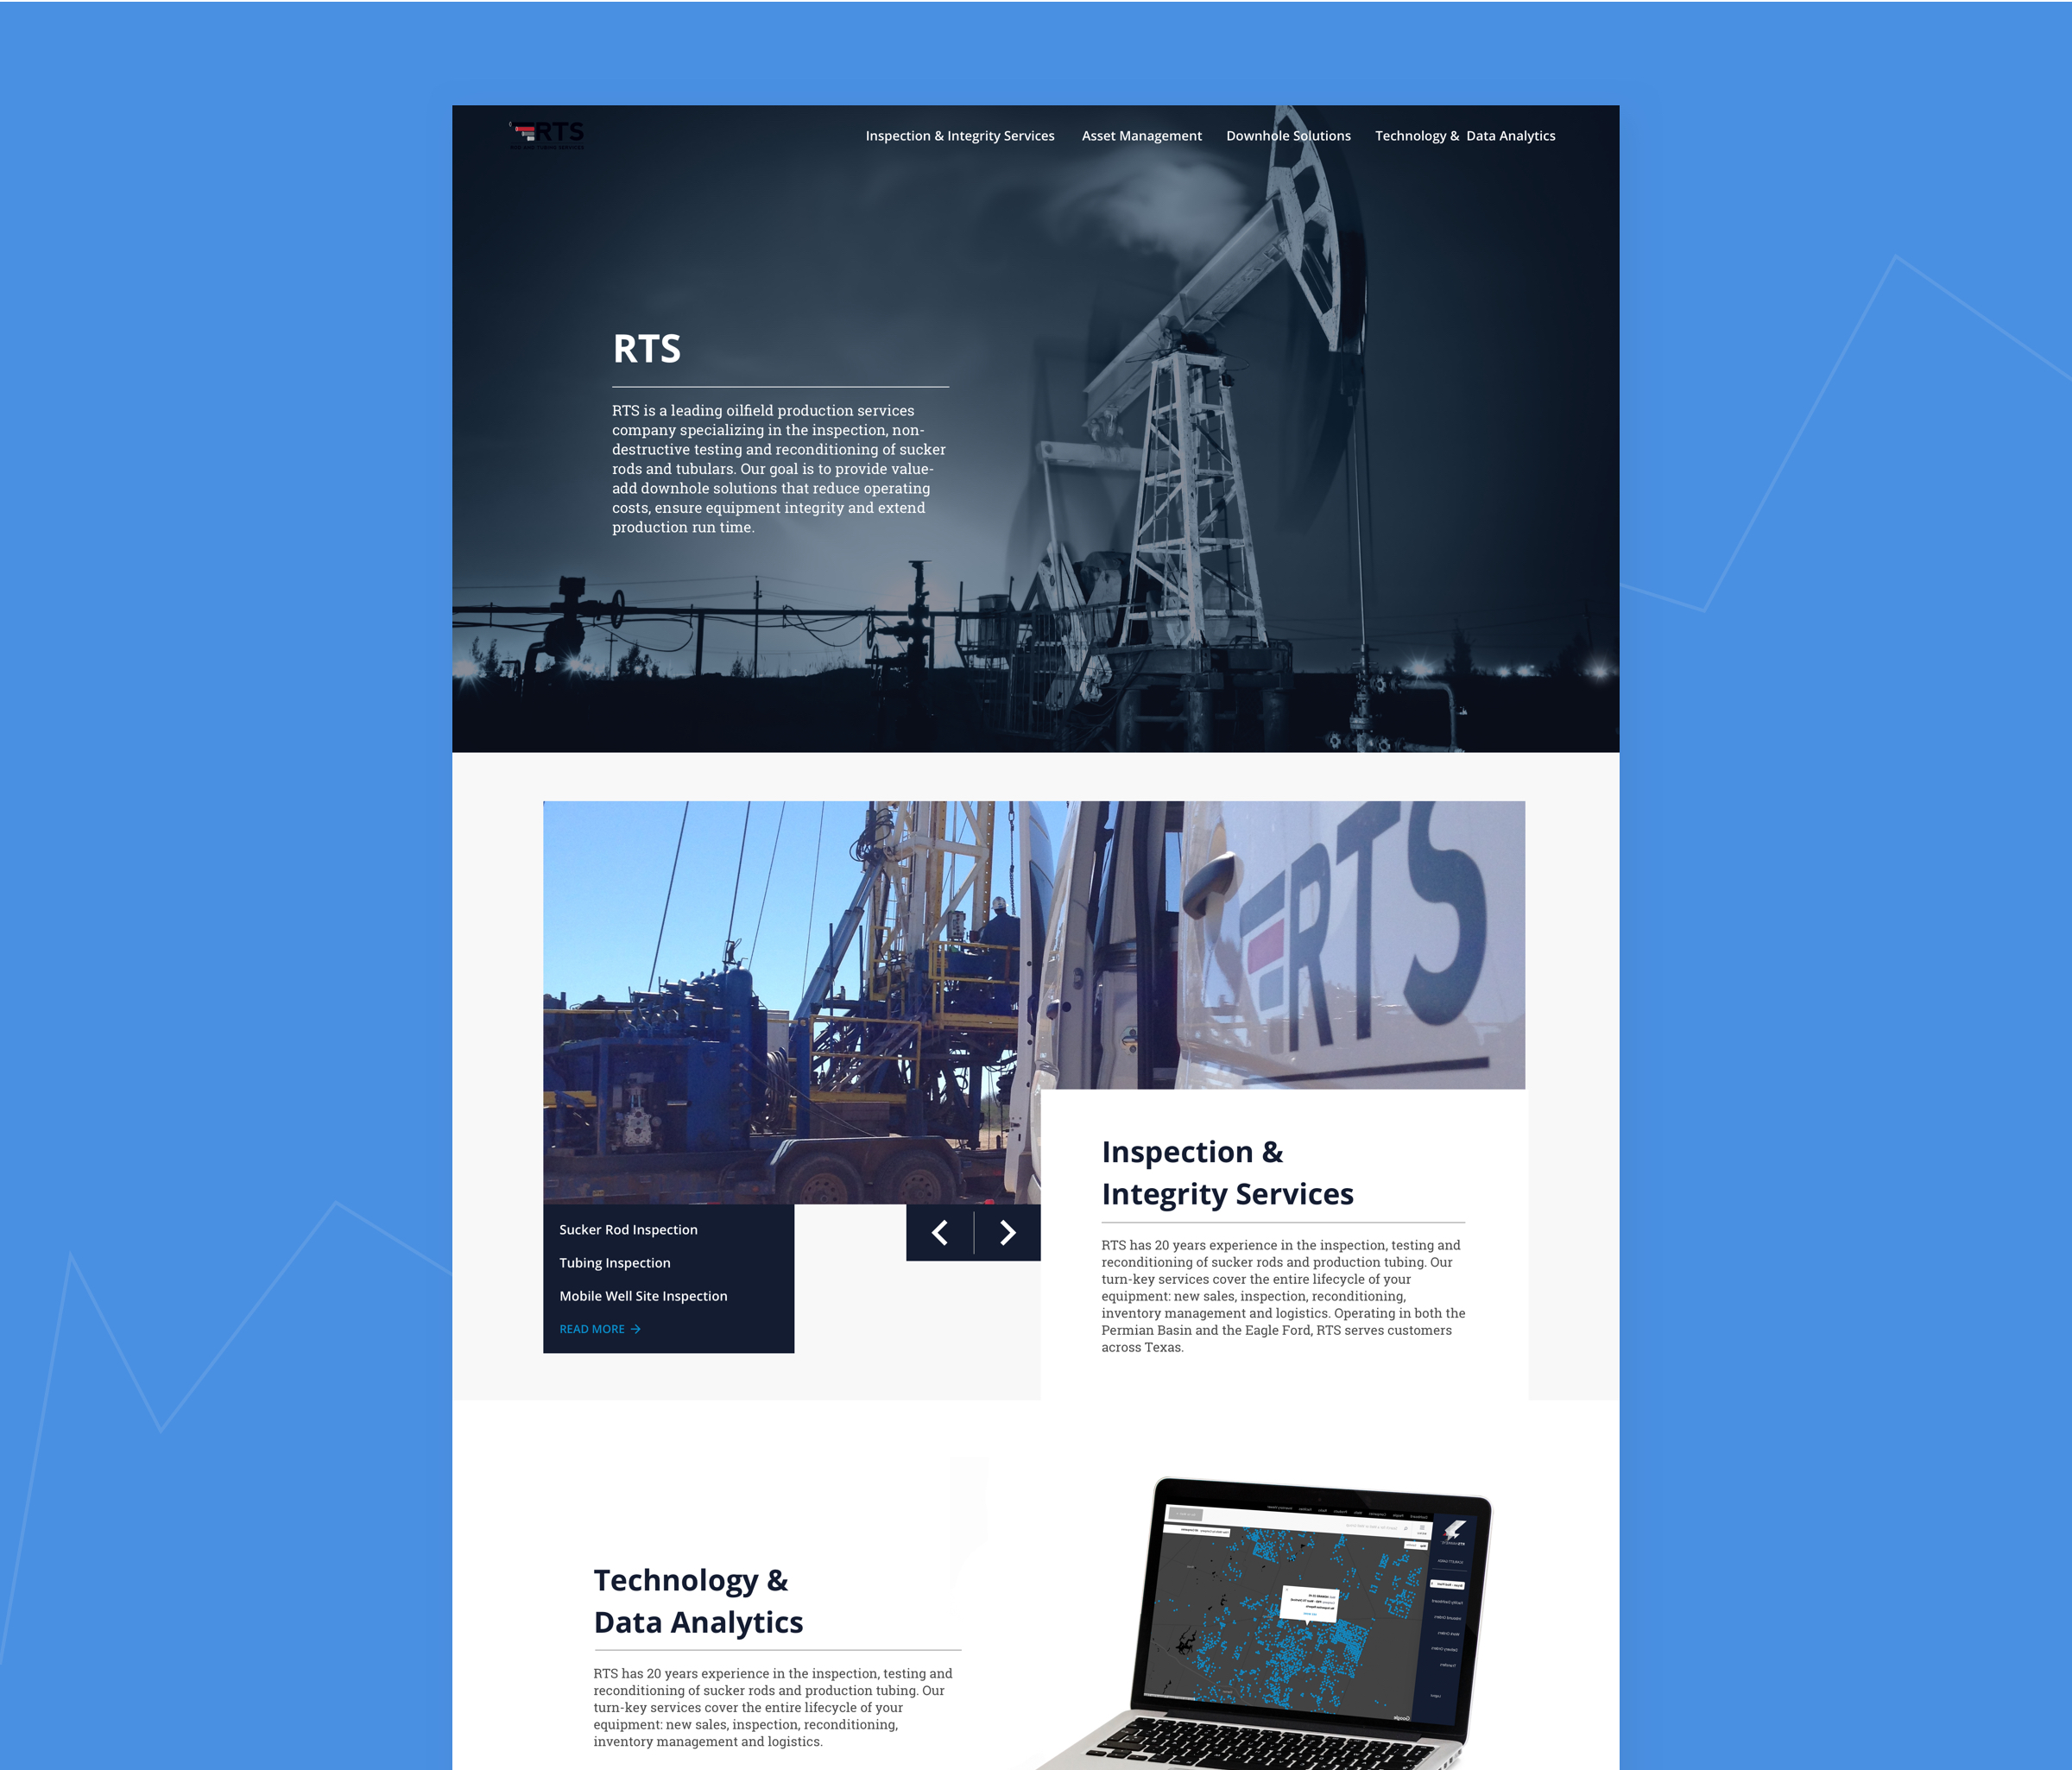 RTS
Inspection & Integrity Services
Asset Management
Downhole Solutions
Technology & Data Analytics
RTS
RTS is a leading oilfield production services
company specializing in the inspection, non-
destructive testing and reconditioning of sucker
rods and tubulars. Our goal is to provide value-
add downhole solutions that reduce operating
costs, ensure equipment integrity and extend
production run time.
RTS
Sucker Rod Inspection
Tubing Inspection
Mobile Well Site Inspection
READ MORE
Inspection &
Integrity Services
RTS has 20 years experience in the inspection, testing and
reconditioning of sucker rods and production tubing. Our
turn-key services cover the entire lifecycle of your
equipment: new sales, inspection, reconditioning,
inventory management and logistics. Operating in both the
Permian Basin and the Eagle Ford, RTS serves customers
across Texas.
Technology &
Data Analytics
RTS has 20 years experience in the inspection, testing and
reconditioning of sucker rods and production tubing. Our
turn-key services cover the entire lifecycle of your
equipment: new sales, inspection, reconditioning,
inventory management and logistics.
Google